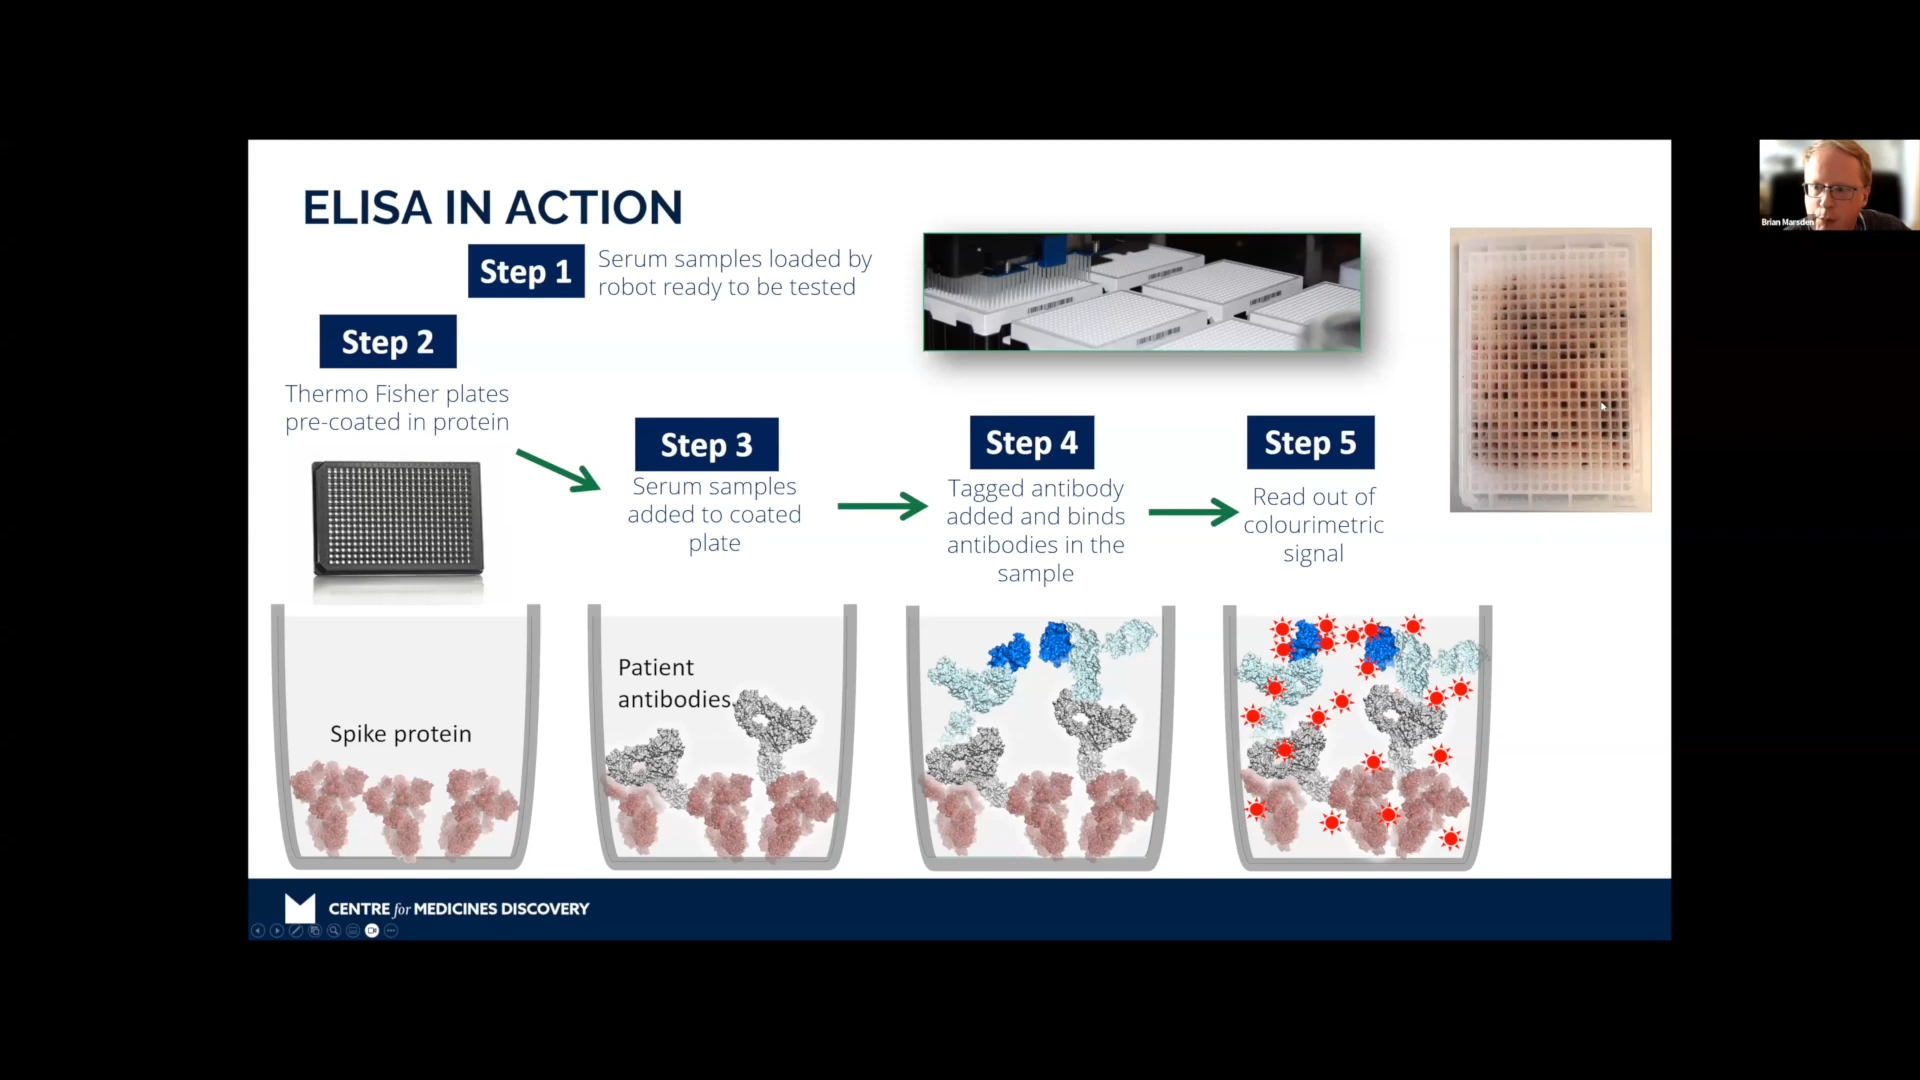 ELISA IN ACTION
Step 1
Serum samples loaded by
robot ready to be tested
Step 2
Thermo Fisher plates
pre-coated in protein
Step 3
Serum samples
added to coated
plate
Step 4
Tagged antibody
added and binds
antibodies in the
sample
Step 5
Read out of
colourimetric
signal
Spike protein
Patient
antibodies
CENTRE for MEDICINES DISCOVERY
Brian Marsden